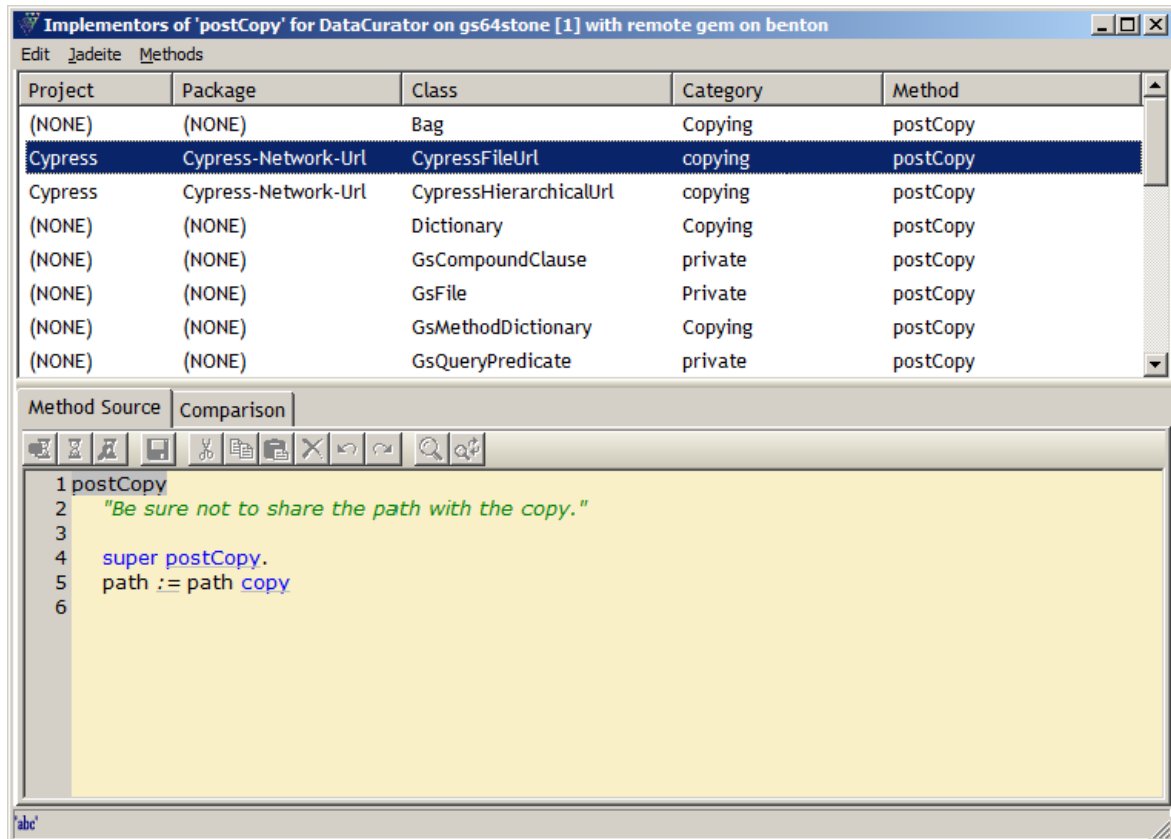 Implementors of 'postCopy' for DataCurator on gs64stone [1] with remote gem on benton
Edit Jadeite Methods
Project Package Class Category Method
(NONE) (NONE) Bag Copying postCopy
Cypress Cypress-Network-Url CypressFileUrl copying postCopy
Cypress Cypress-Network-Url CypressHierarchicalUrl copying postCopy
(NONE) (NONE) Dictionary Copying postCopy
(NONE) (NONE) GsCompoundClause private postCopy
(NONE) (NONE) GsFile Private postCopy
(NONE) (NONE) GsMethodDictionary Copying postCopy
(NONE) (NONE) GsQueryPredicate private postCopy
Method Source Comparison
1 postCopy
2 "Be sure not to share the path with the copy."
3
4 super postCopy.
5 path := path copy
6
'abc'